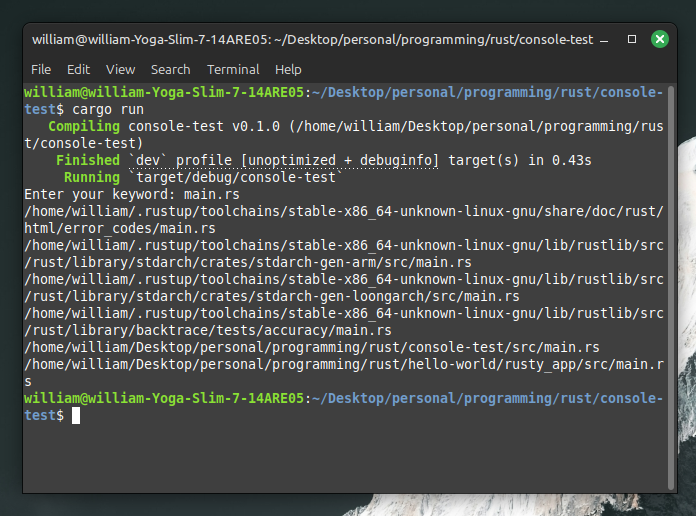 william@william-Yoga-Slim-7-14ARE05: ~/Desktop/personal/programming/rust/console-test
File Edit View Search Terminal Help
william@william-Yoga-Slim-7-14ARE05:~/Desktop/personal/programming/rust/console-
test$ cargo run
   Compiling console-test v0.1.0 (/home/william/Desktop/personal/programming/rus
t/console-test)
    Finished `dev` profile [unoptimized + debuginfo] target(s) in 0.43s
     Running `target/debug/console-test`
Enter your keyword: main.rs
/home/william/.rustup/toolchains/stable-x86_64-unknown-linux-gnu/share/doc/rust/
html/error_codes/main.rs
/home/william/.rustup/toolchains/stable-x86_64-unknown-linux-gnu/lib/rustlib/src
/rust/library/stdarch/crates/stdarch-gen-arm/src/main.rs
/home/william/.rustup/toolchains/stable-x86_64-unknown-linux-gnu/lib/rustlib/src
/rust/library/stdarch/crates/stdarch-gen-loongarch/src/main.rs
/home/william/.rustup/toolchains/stable-x86_64-unknown-linux-gnu/lib/rustlib/src
/rust/library/backtrace/tests/accuracy/main.rs
/home/william/Desktop/personal/programming/rust/console-test/src/main.rs
/home/william/Desktop/personal/programming/rust/hello-world/rusty_app/src/main.r
s
william@william-Yoga-Slim-7-14ARE05:~/Desktop/personal/programming/rust/console-
test$